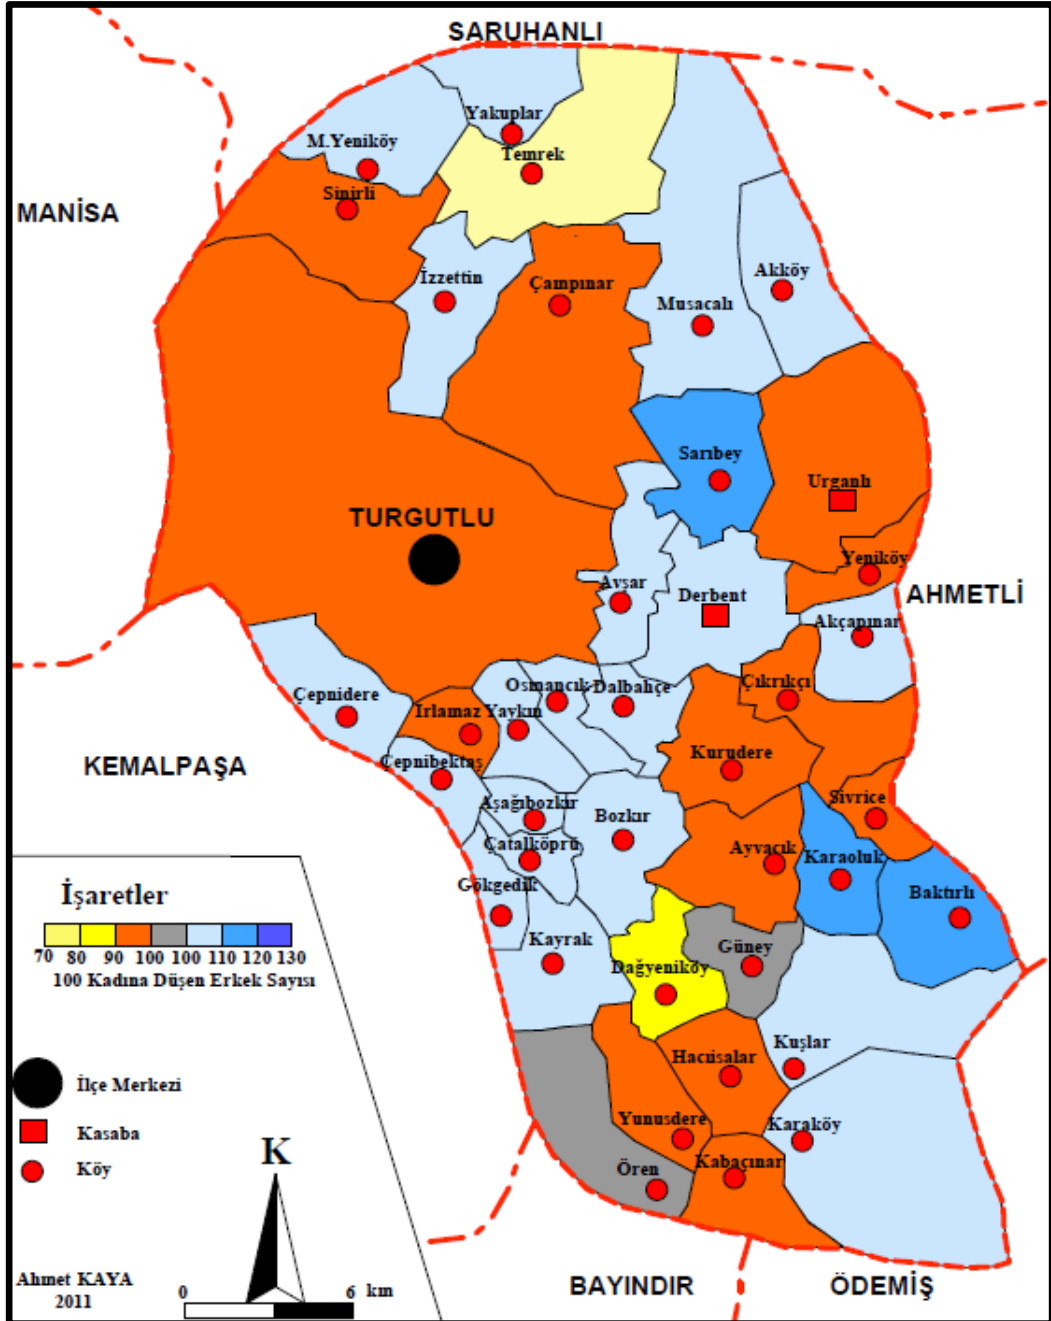 SARUHANLI
Yakuplar
M.Yeniköy
Temrek
Sinirli
MANİSA
İzzettin
Çampınar
Akköy
Musacalı
Sarıbey
Urganlı
TURGUTLU
Yeniköy
Avşar
Derbent
AHMETLİ
Akçapınar
Çıkrıkçı
Osmancık
Dalbahçe
Çepnidere
Irlamaz
Yaykın
Kurudere
KEMALPAŞA
Çepnibektaş
Sivrice
Aşağıbozkır
Bozkır
Çatalköprü
Ayvacık
Karaoluk
Gökgedik
Baktırlı
İşaretler
70 80 90 100 100 110 120 130
100 Kadına Düşen Erkek Sayısı
Kayrak
Güney
Dağyeniköy
Kuşlar
Hacıisalar
İlçe Merkezi
Kasaba
Köy
Yunusdere
Karaköy
Kabaçınar
Ören
K
Ahmet KAYA
2011
0 6 km
BAYINDIR
ÖDEMİŞ